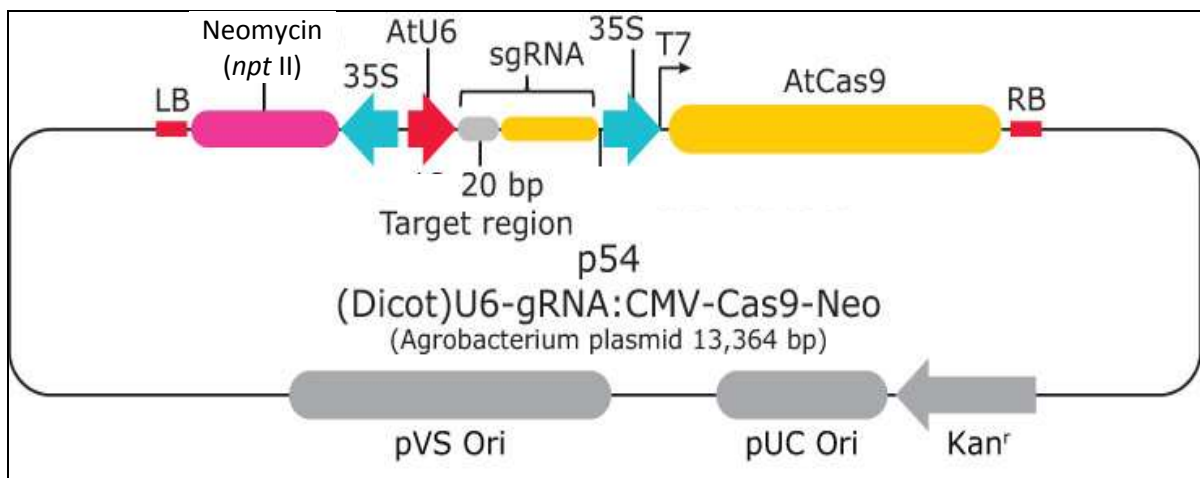 Neomycin
(npt II)
AtU6
35S
sgRNA
35S
T7
AtCas9
LB
RB
20 bp
Target region
p54
(Dicot)U6-gRNA:CMV-Cas9-Neo
(Agrobacterium plasmid 13,364 bp)
pVS Ori
pUC Ori
Kanʳ